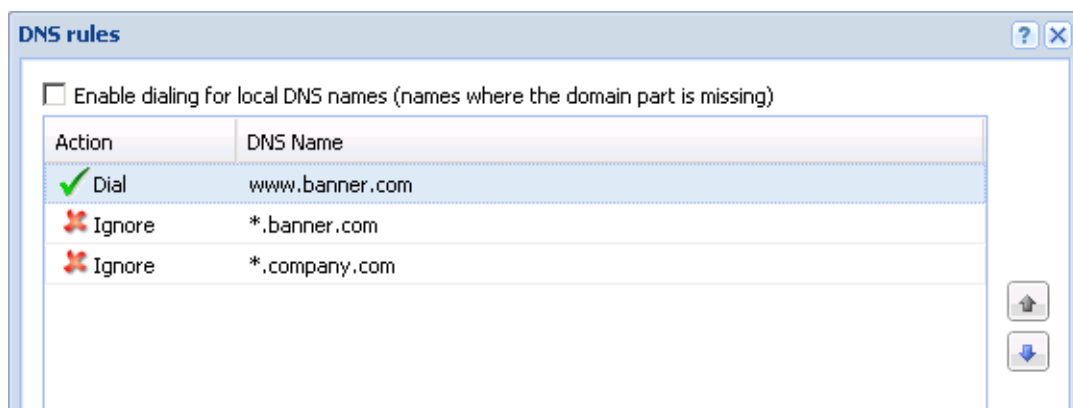 DNS rules
Enable dialing for local DNS names (names where the domain part is missing)
Action DNS Name
Dial www.banner.com
Ignore *.banner.com
Ignore *.company.com